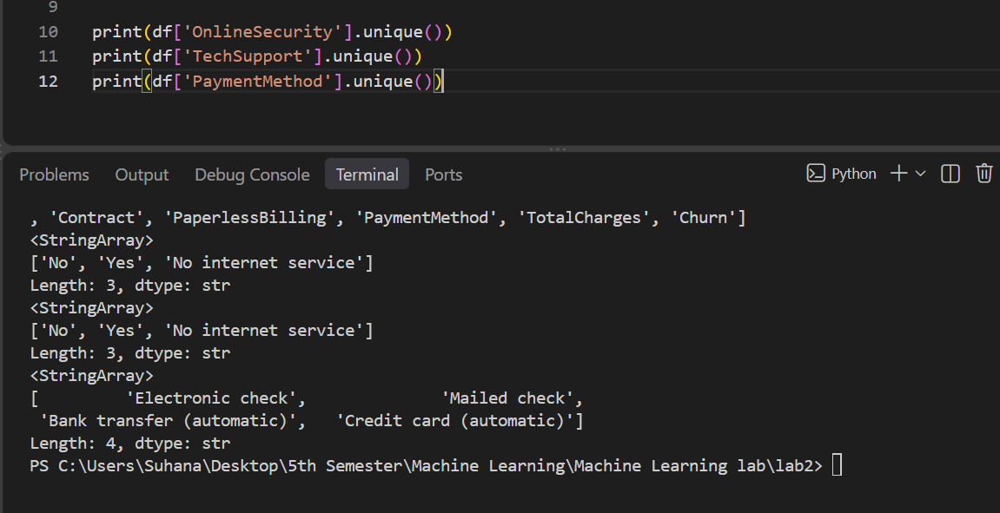 9
10 print(df['OnlineSecurity'].unique())
11 print(df['TechSupport'].unique())
12 print(df['PaymentMethod'].unique())
Problems Output Debug Console Terminal Ports Python
, 'Contract', 'PaperlessBilling', 'PaymentMethod', 'TotalCharges', 'Churn']
<StringArray>
['No', 'Yes', 'No internet service']
Length: 3, dtype: str
<StringArray>
['No', 'Yes', 'No internet service']
Length: 3, dtype: str
<StringArray>
[         'Electronic check',             'Mailed check',
 'Bank transfer (automatic)',   'Credit card (automatic)']
Length: 4, dtype: str
PS C:\Users\Suhana\Desktop\5th Semester\Machine Learning\Machine Learning lab\lab2>